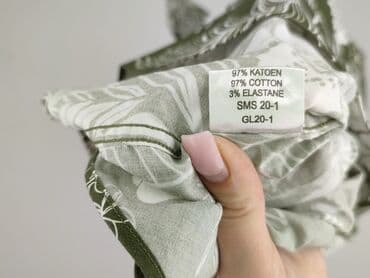 97% KATOEN
97% COTTON
3% ELASTANE
SMS 20-1
GL20-1